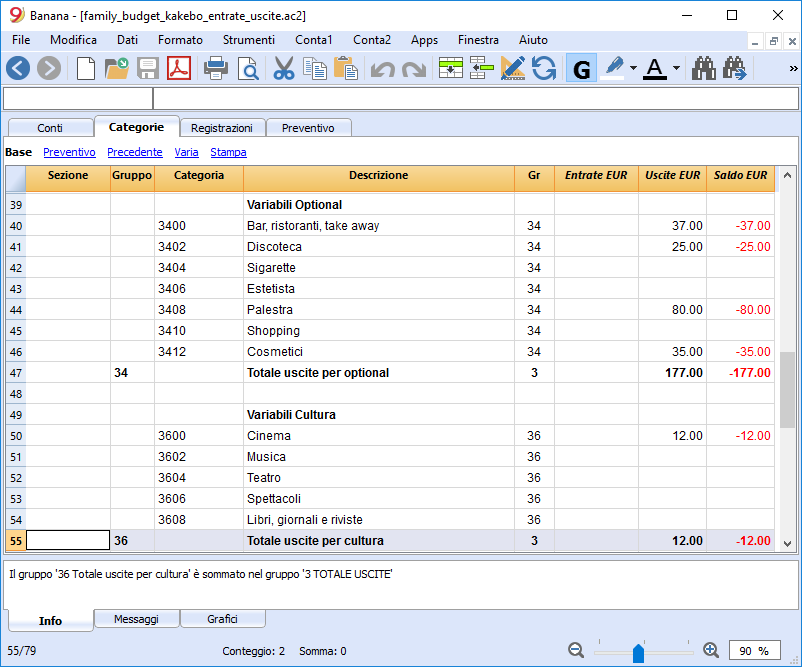 Banana - [family_budget_kakebo_entrate_uscite.ac2]
File Modifica Dati Formato Strumenti Conta1 Conta2 Apps Finestra Aiuto
G A »
Conti Categorie Registrazioni Preventivo
Base Preventivo Precedente Varia Stampa
Sezione Gruppo Categoria Descrizione Gr Entrate EUR Uscite EUR Saldo EUR
39 Variabili Optional
40 3400 Bar, ristoranti, take away 34 37.00 -37.00
41 3402 Discoteca 34 25.00 -25.00
42 3404 Sigarette 34
43 3406 Estetista 34
44 3408 Palestra 34 80.00 -80.00
45 3410 Shopping 34
46 3412 Cosmetici 34 35.00 -35.00
47 34 Totale uscite per optional 3 177.00 -177.00
48
49 Variabili Cultura
50 3600 Cinema 36 12.00 -12.00
51 3602 Musica 36
52 3604 Teatro 36
53 3606 Spettacoli 36
54 3608 Libri, giornali e riviste 36
55 36 Totale uscite per cultura 3 12.00 -12.00
Il gruppo '36 Totale uscite per cultura' è sommato nel gruppo '3 TOTALE USCITE'
Info Messaggi Grafici
55/79 Conteggio: 2 Somma: 0 90 %